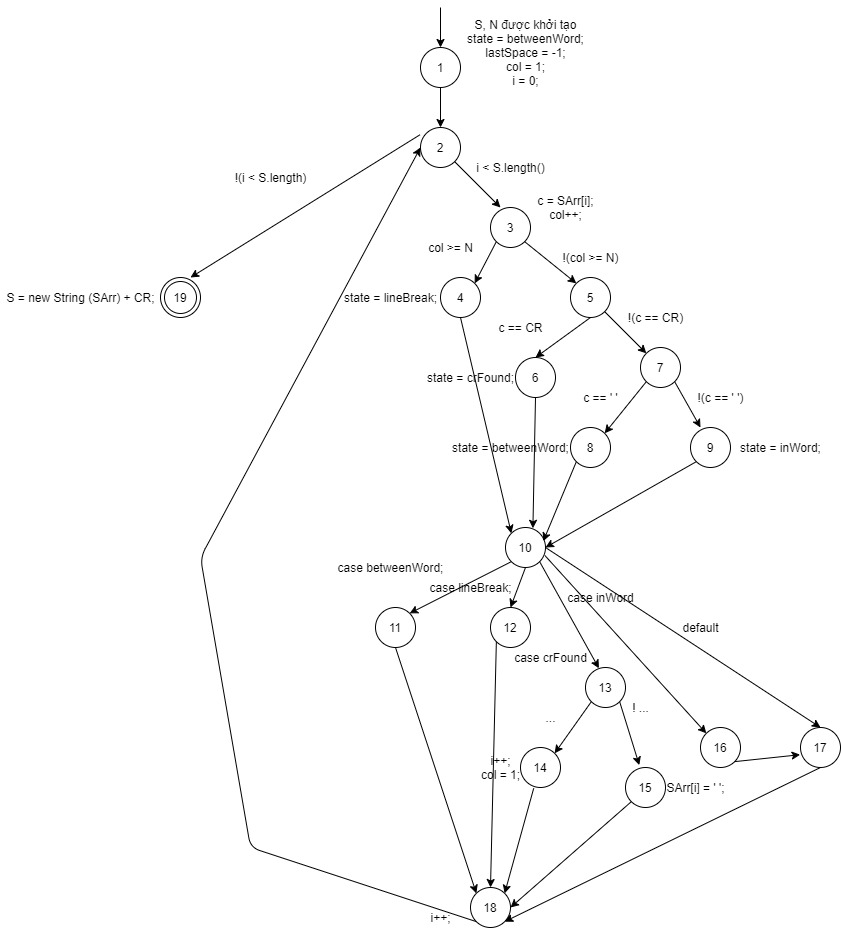 S, N được khởi tạo
state = betweenWord;
lastSpace = -1;
col = 1;
i = 0;
1
2
!(i < S.length)
i < S.length()
c = SArr[i];
col++;
3
col >= N
!(col >= N)
S = new String (SArr) + CR;
19
state = lineBreak;
4
5
c == CR
!(c == CR)
state = crFound;
6
7
c == ' '
!(c == ' ')
state = betweenWord;
8
9
state = inWord;
10
case betweenWord;
case lineBreak;
case inWord
11
12
default
case crFound
13
...
! ...
16
17
i++;
col = 1;
14
15
SArr[i] = ' ';
18
i++;